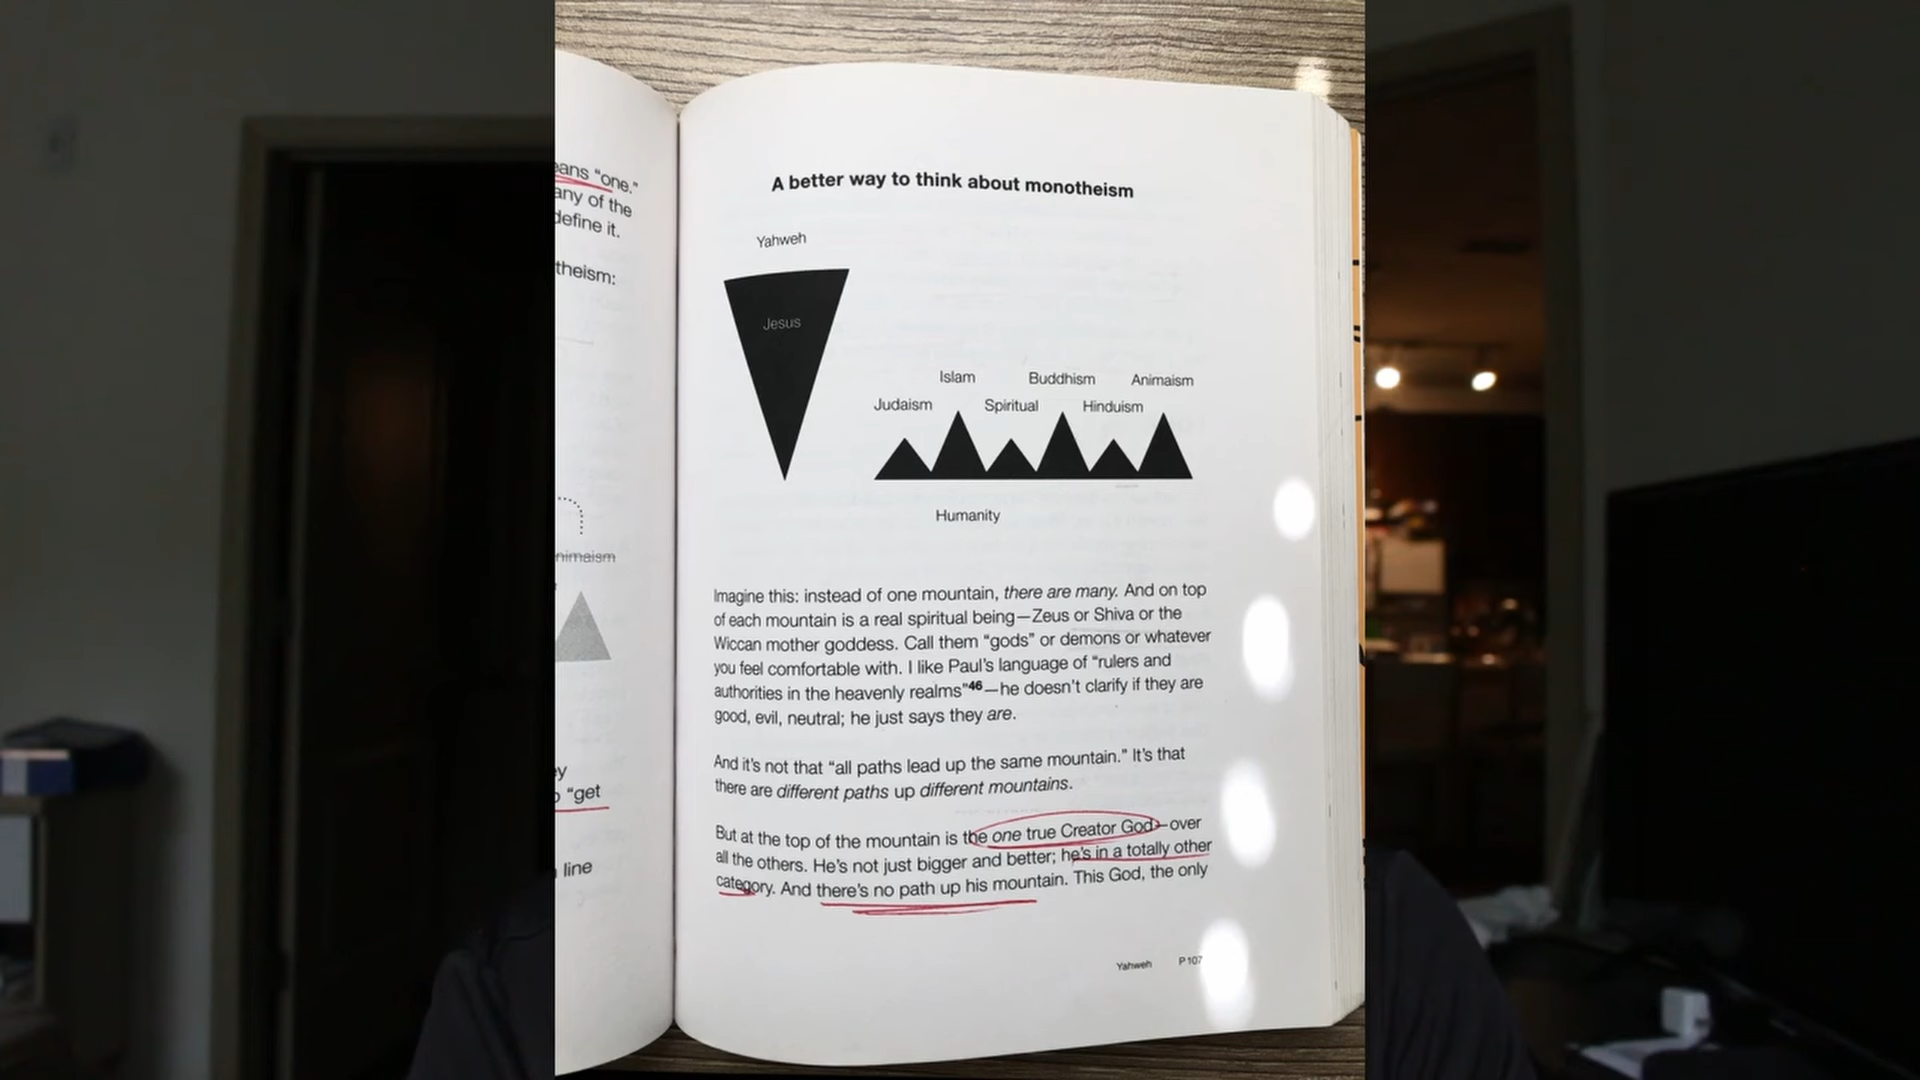 eans “one.”
any of the
define it.
theism:
nimaism
y
“get
line
A better way to think about monotheism
Yahweh
Jesus
Islam
Buddhism
Animaism
Judaism
Spiritual
Hinduism
Humanity
Imagine this: instead of one mountain, there are many. And on top
of each mountain is a real spiritual being—Zeus or Shiva or the
Wiccan mother goddess. Call them “gods” or demons or whatever
you feel comfortable with. I like Paul’s language of “rulers and
authorities in the heavenly realms”46—he doesn’t clarify if they are
good, evil, neutral; he just says they are.
And it’s not that “all paths lead up the same mountain.” It’s that
there are different paths up different mountains.
But at the top of the mountain is the one true Creator God—over
all the others. He’s not just bigger and better; he’s in a totally other
category. And there’s no path up his mountain. This God, the only
Yahweh P 107